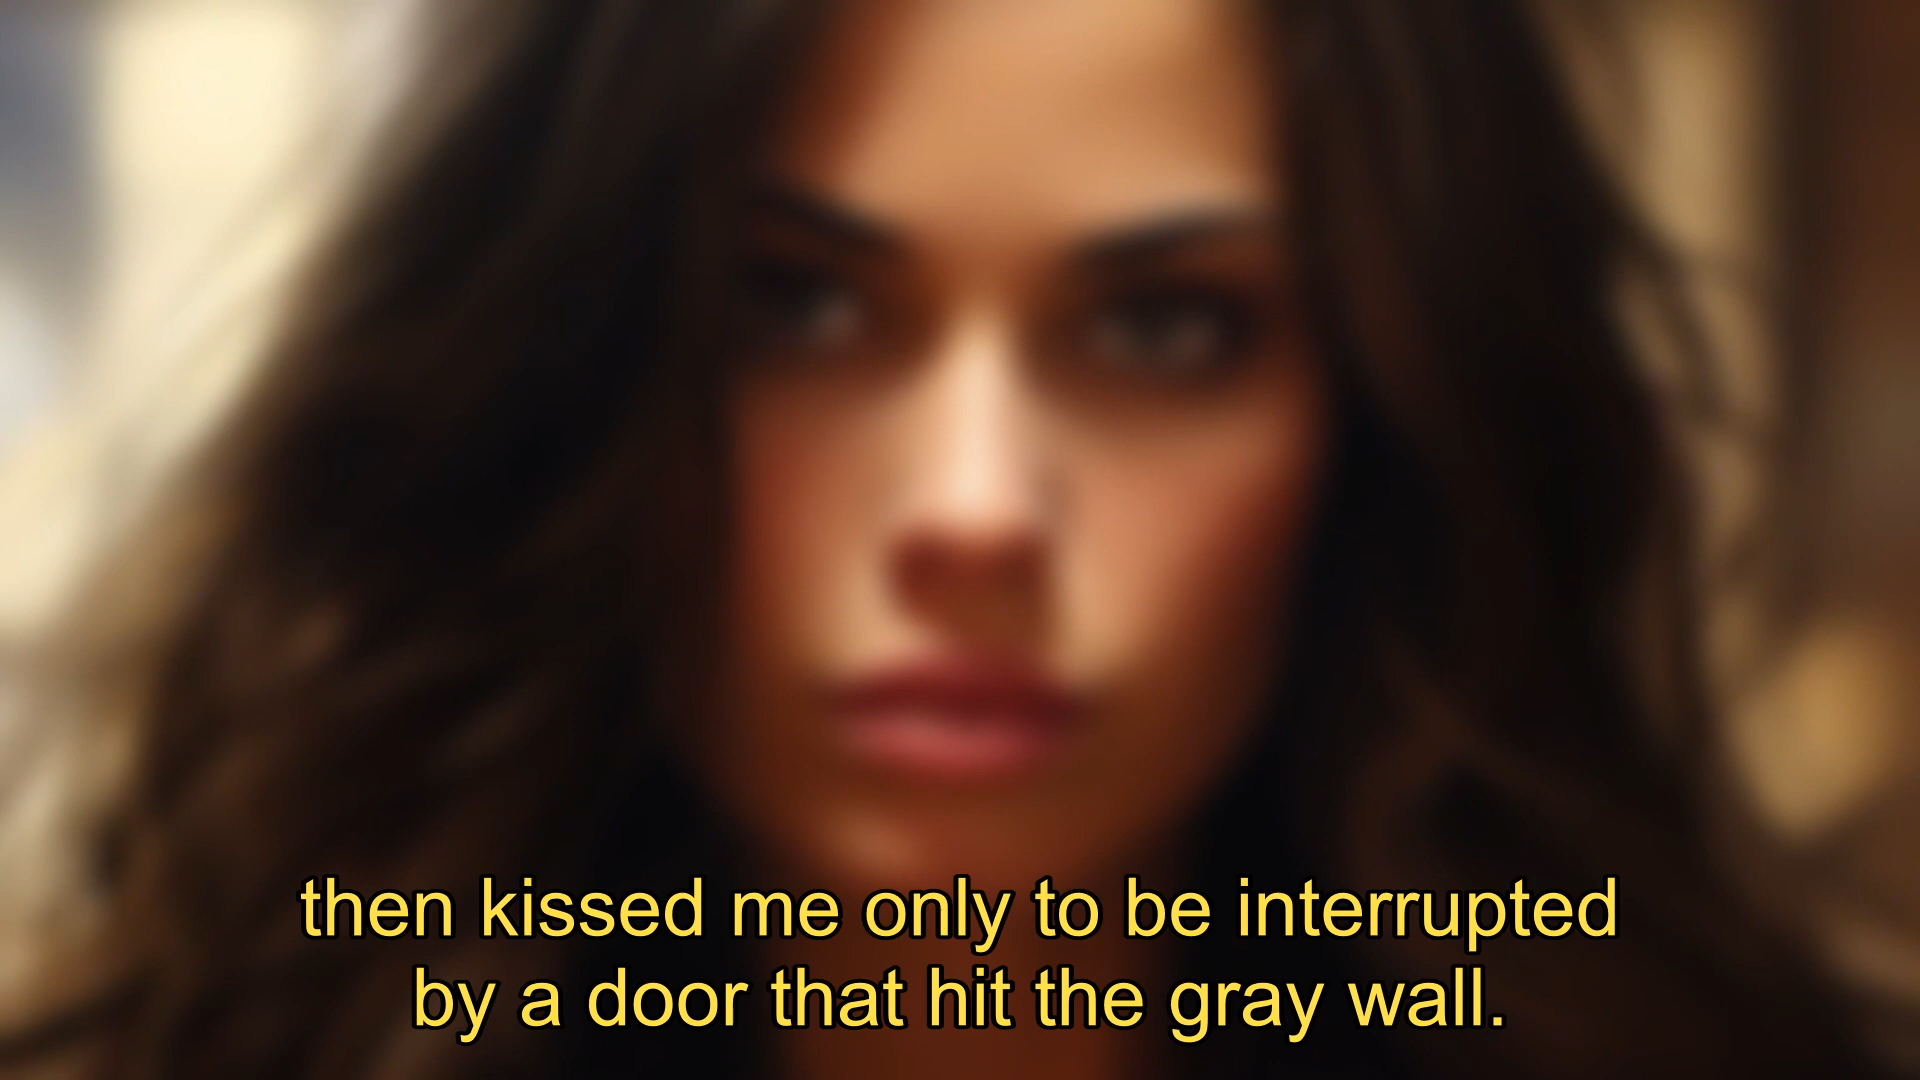 then kissed me only to be interrupted
by a door that hit the gray wall.